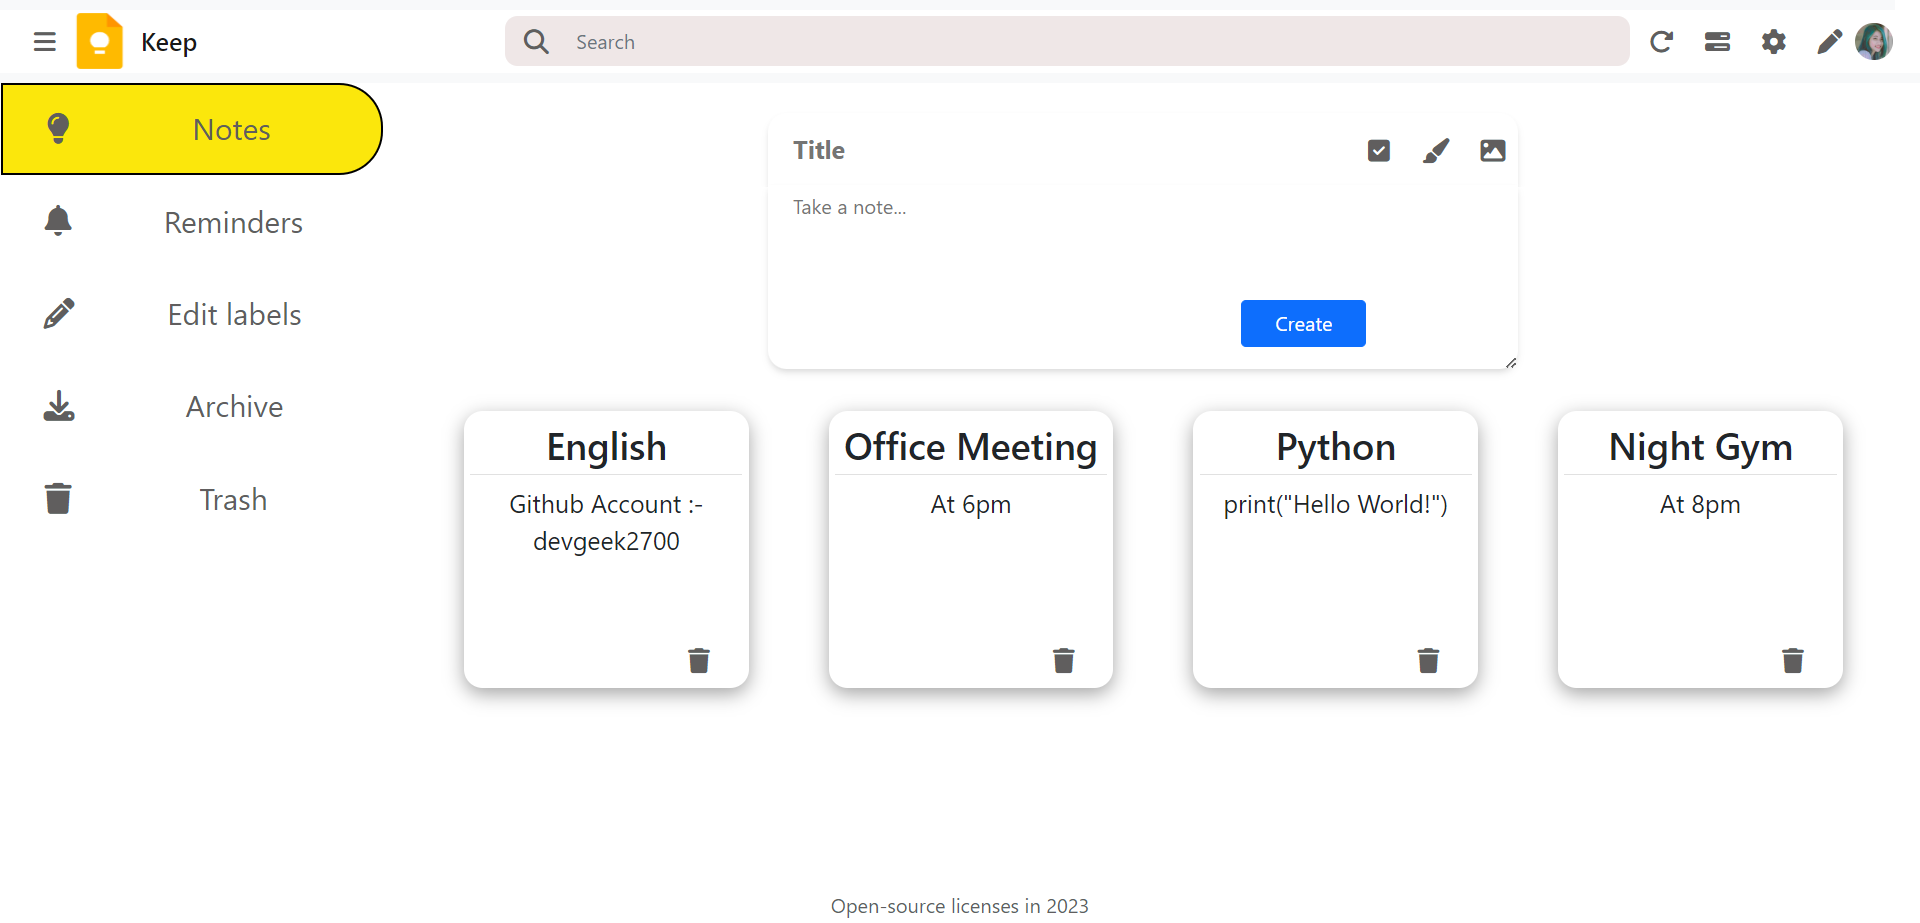 Keep
Search
Notes
Reminders
Edit labels
Archive
Trash
Title
Take a note...
Create
English
Github Account :-
devgeek2700
Office Meeting
At 6pm
Python
print("Hello World!")
Night Gym
At 8pm
Open-source licenses in 2023